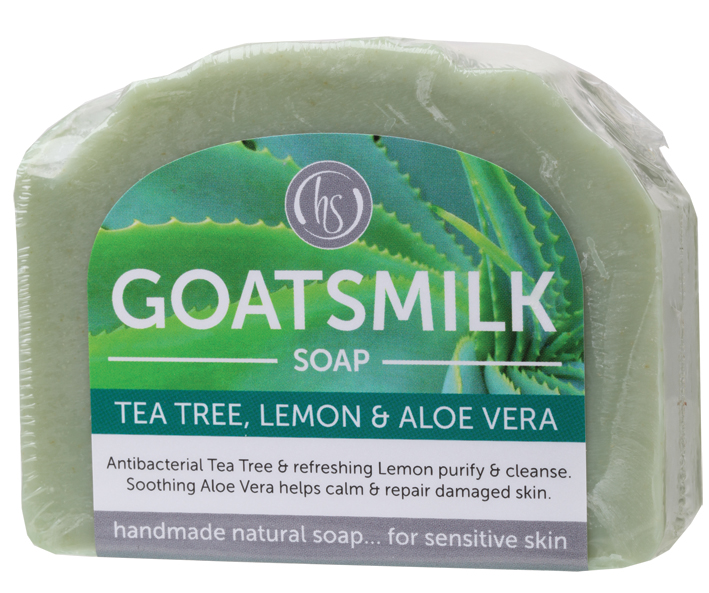 hs
GOATSMILK
SOAP
TEA TREE, LEMON & ALOE VERA
Antibacterial Tea Tree & refreshing Lemon purify & cleanse.
Soothing Aloe Vera helps calm & repair damaged skin.
handmade natural soap... for sensitive skin